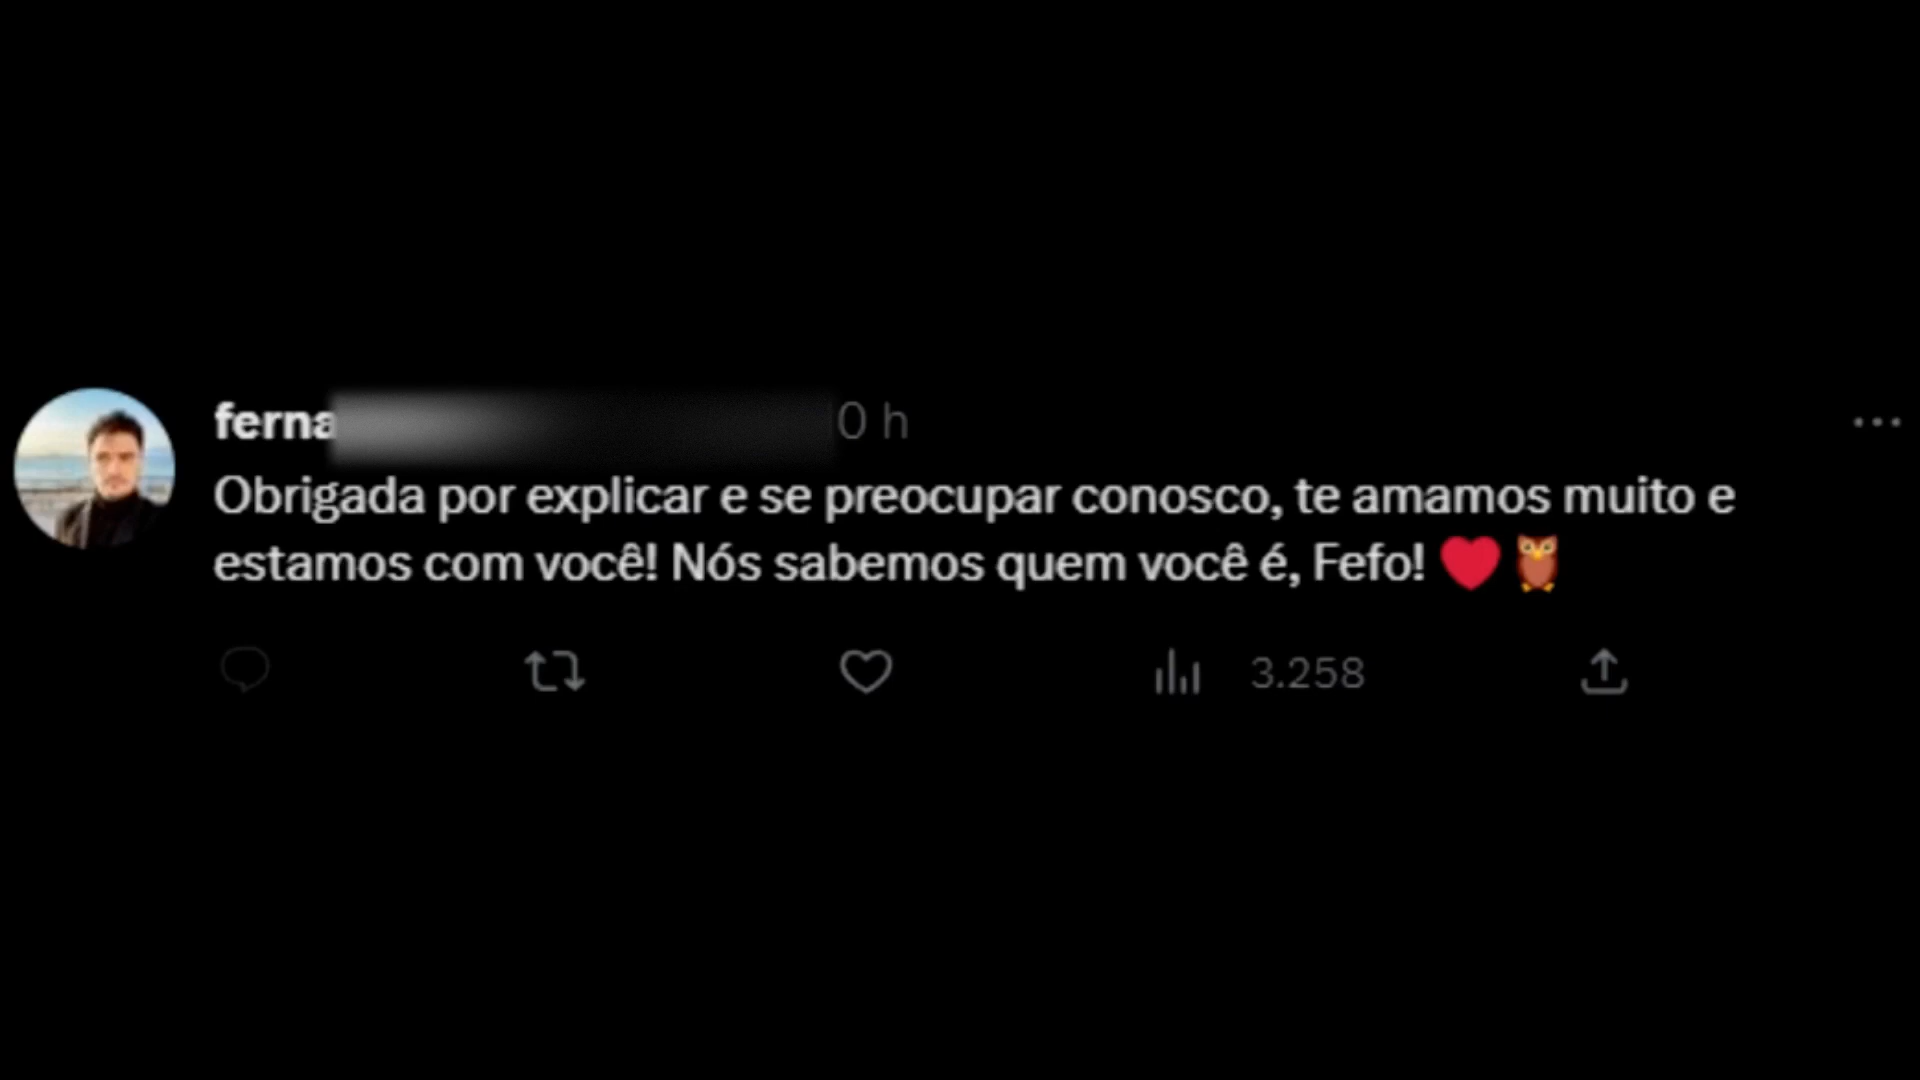 ferna 0 h
Obrigada por explicar e se preocupar conosco, te amamos muito e
estamos com você! Nós sabemos quem você é, Fefo! ❤️🦉
3.258